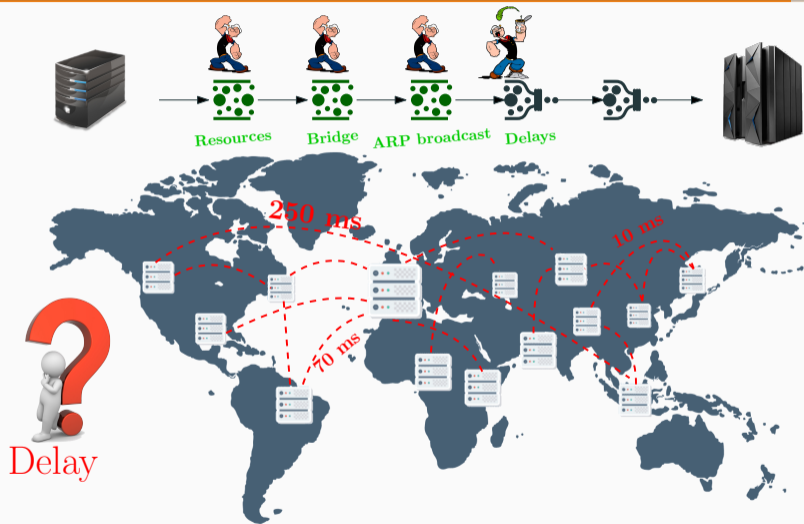 Resources
Bridge
ARP broadcast
Delays
250 ms
10 ms
70 ms
Delay